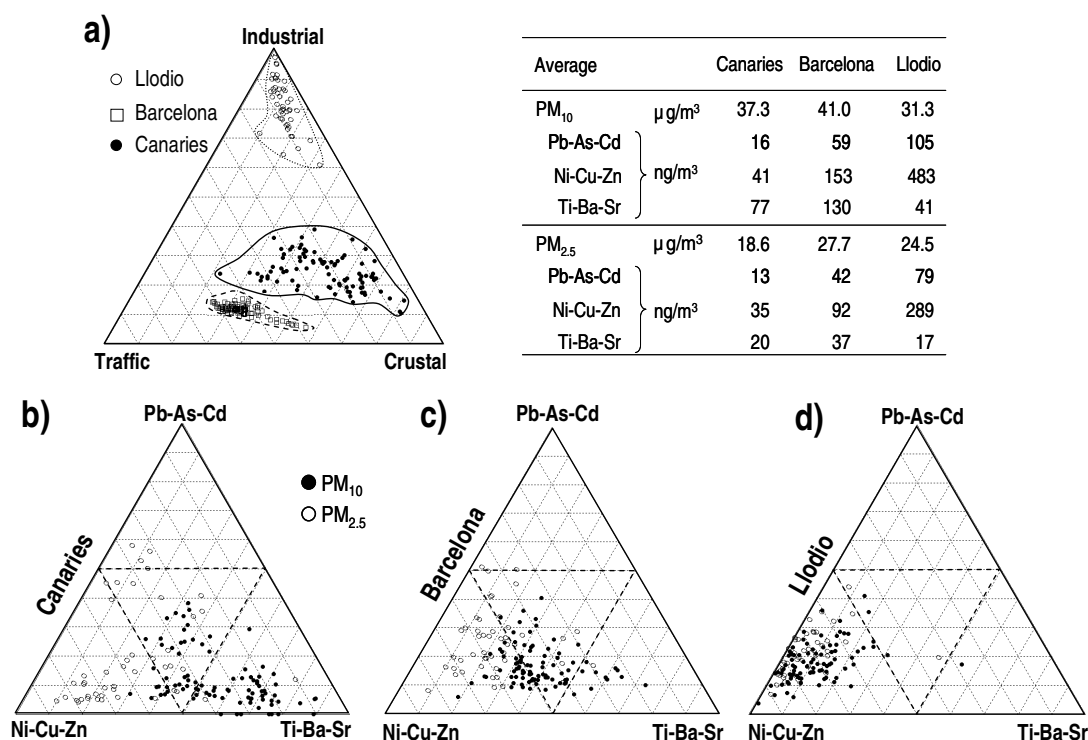 a)
Industrial
Llodio
Barcelona
Canaries
Traffic
Crustal
Average Canaries Barcelona Llodio
PM10 μg/m³ 37.3 41.0 31.3
Pb-As-Cd 16 59 105
Ni-Cu-Zn ng/m³ 41 153 483
Ti-Ba-Sr 77 130 41
PM2.5 μg/m³ 18.6 27.7 24.5
Pb-As-Cd 13 42 79
Ni-Cu-Zn ng/m³ 35 92 289
Ti-Ba-Sr 20 37 17
b)
Pb-As-Cd
Canaries
PM10
PM2.5
Ni-Cu-Zn
Ti-Ba-Sr
c)
Pb-As-Cd
Barcelona
Ni-Cu-Zn
Ti-Ba-Sr
d)
Pb-As-Cd
Llodio
Ni-Cu-Zn
Ti-Ba-Sr